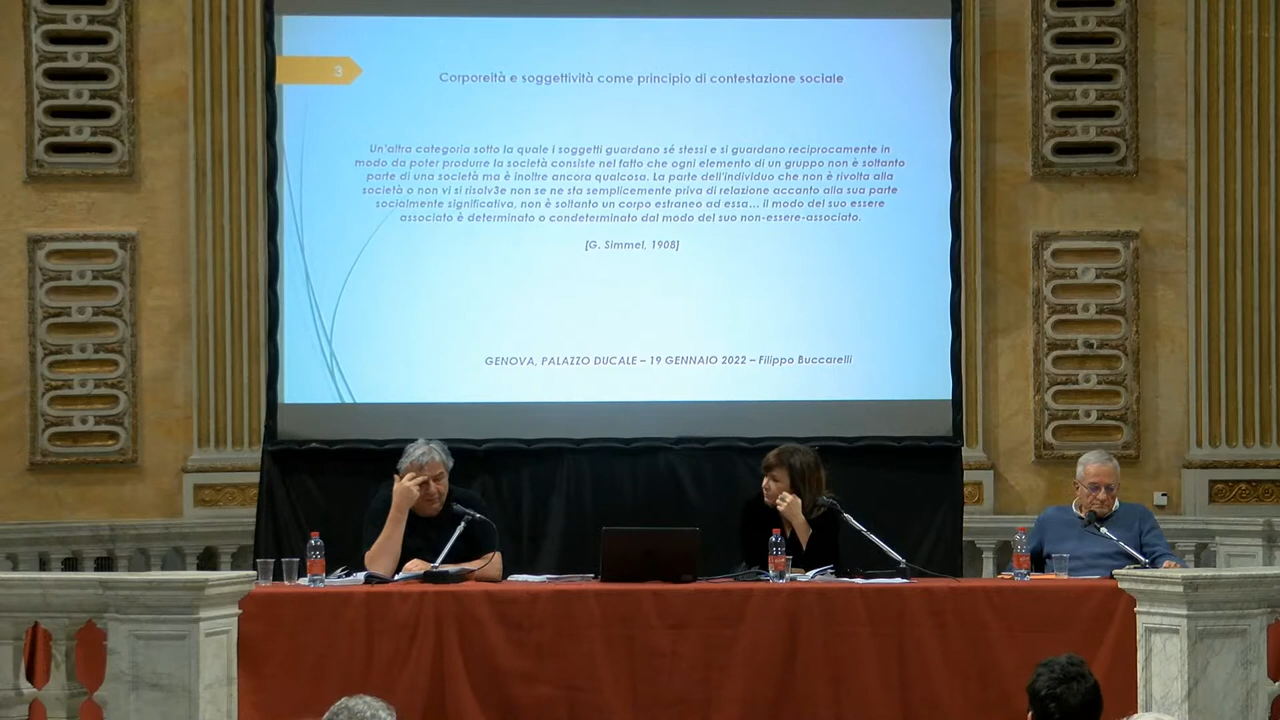 3
Corporeità e soggettività come principio di contestazione sociale
Un'altra categoria sotto la quale i soggetti guardano sé stessi e si guardano reciprocamente in
modo da poter produrre la società consiste nel fatto che ogni elemento di un gruppo non è soltanto
parte di una società ma è inoltre ancora qualcosa. La parte dell'individuo che non è rivolta alla
società o non vi si risolv3e non se ne sta semplicemente priva di relazione accanto alla sua parte
socialmente significativa, non è soltanto un corpo estraneo ad essa... il modo del suo essere
associato è determinato o condeterminato dal modo del suo non-essere-associato.
[G. Simmel, 1908]
GENOVA, PALAZZO DUCALE – 19 GENNAIO 2022 – Filippo Buccarelli